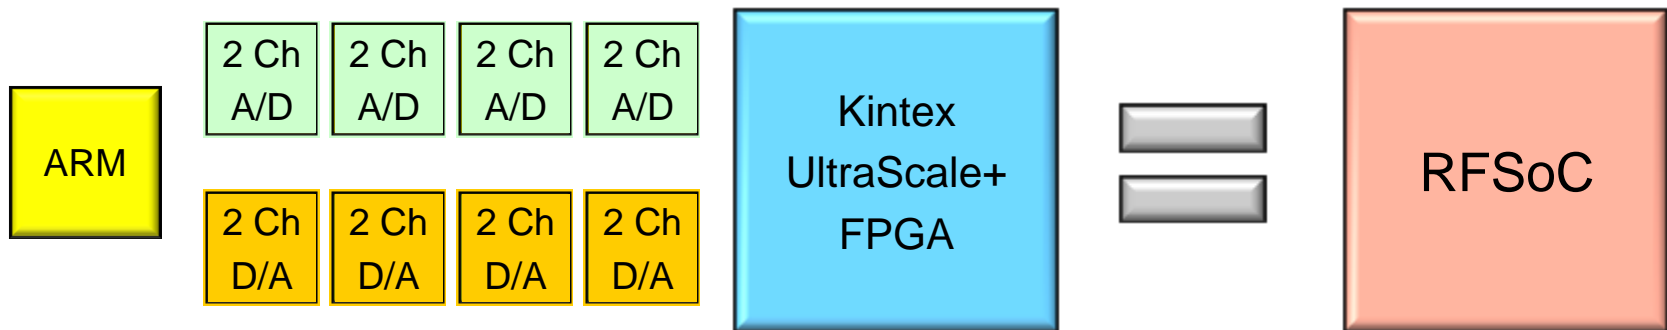 ARM
2 Ch
A/D
2 Ch
A/D
2 Ch
A/D
2 Ch
A/D
2 Ch
D/A
2 Ch
D/A
2 Ch
D/A
2 Ch
D/A
Kintex
UltraScale+
FPGA
RFSoC